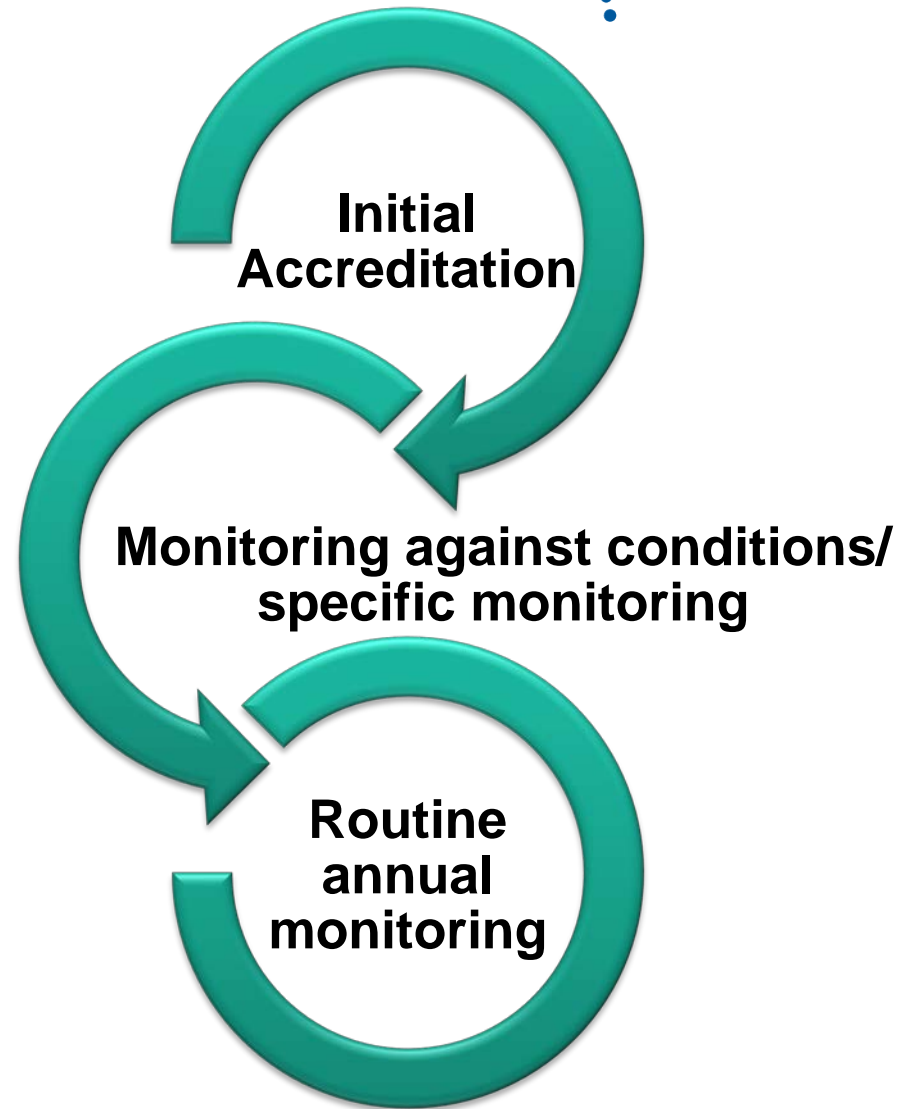 Initial
Accreditation
Monitoring against conditions/
specific monitoring
Routine
annual
monitoring